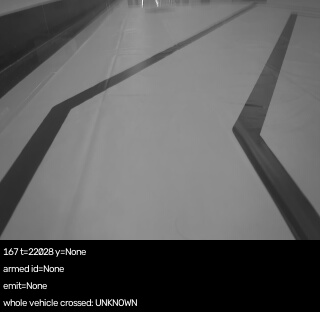 167 t=22028 y=None
armed id=None
emit=None
whole vehicle crossed: UNKNOWN